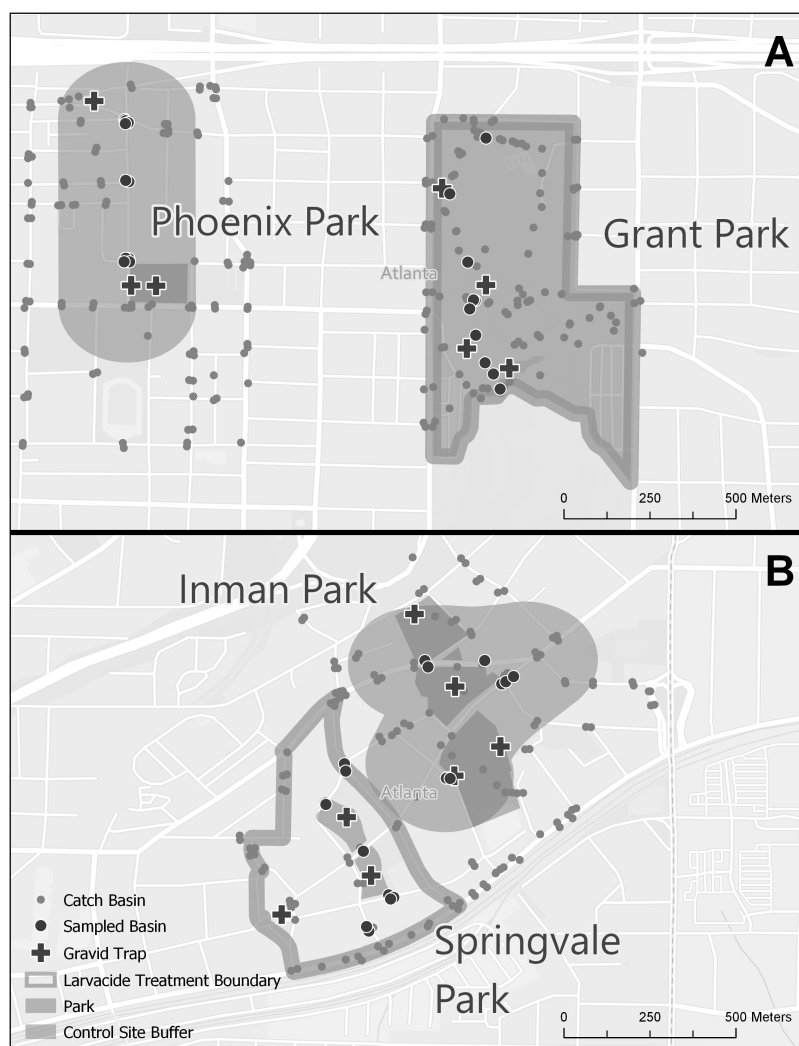 A
Phoenix Park
Grant Park
Atlanta
0 250 500 Meters
B
Inman Park
Atlanta
Catch Basin
Sampled Basin
Gravid Trap
Larvacide Treatment Boundary
Park
Control Site Buffer
Springvale
Park
0 250 500 Meters